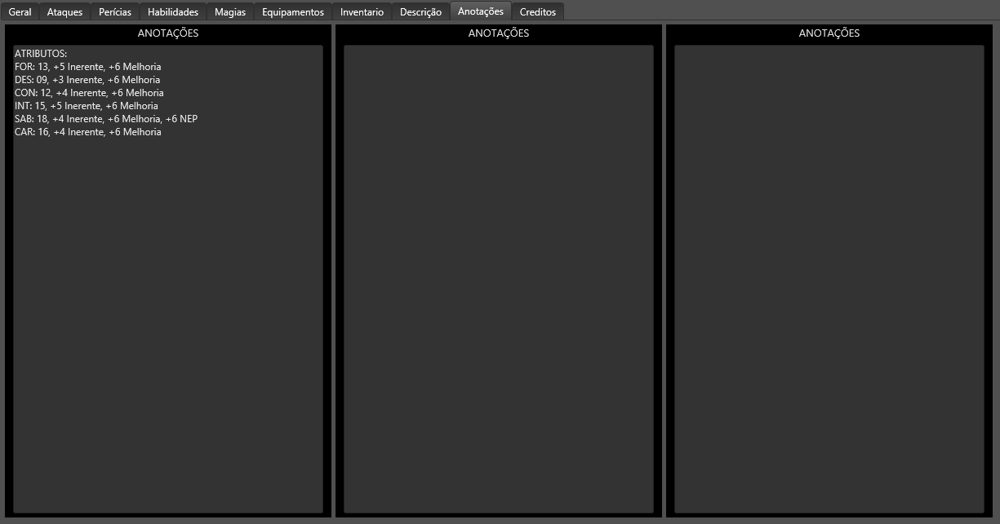 Geral Ataques Perícias Habilidades Magias Equipamentos Inventario Descrição Anotações Creditos
ANOTAÇÕES
ATRIBUTOS:
FOR: 13, +5 Inerente, +6 Melhoria
DES: 09, +3 Inerente, +6 Melhoria
CON: 12, +4 Inerente, +6 Melhoria
INT: 15, +5 Inerente, +6 Melhoria
SAB: 18, +4 Inerente, +6 Melhoria, +6 NEP
CAR: 16, +4 Inerente, +6 Melhoria
ANOTAÇÕES
ANOTAÇÕES